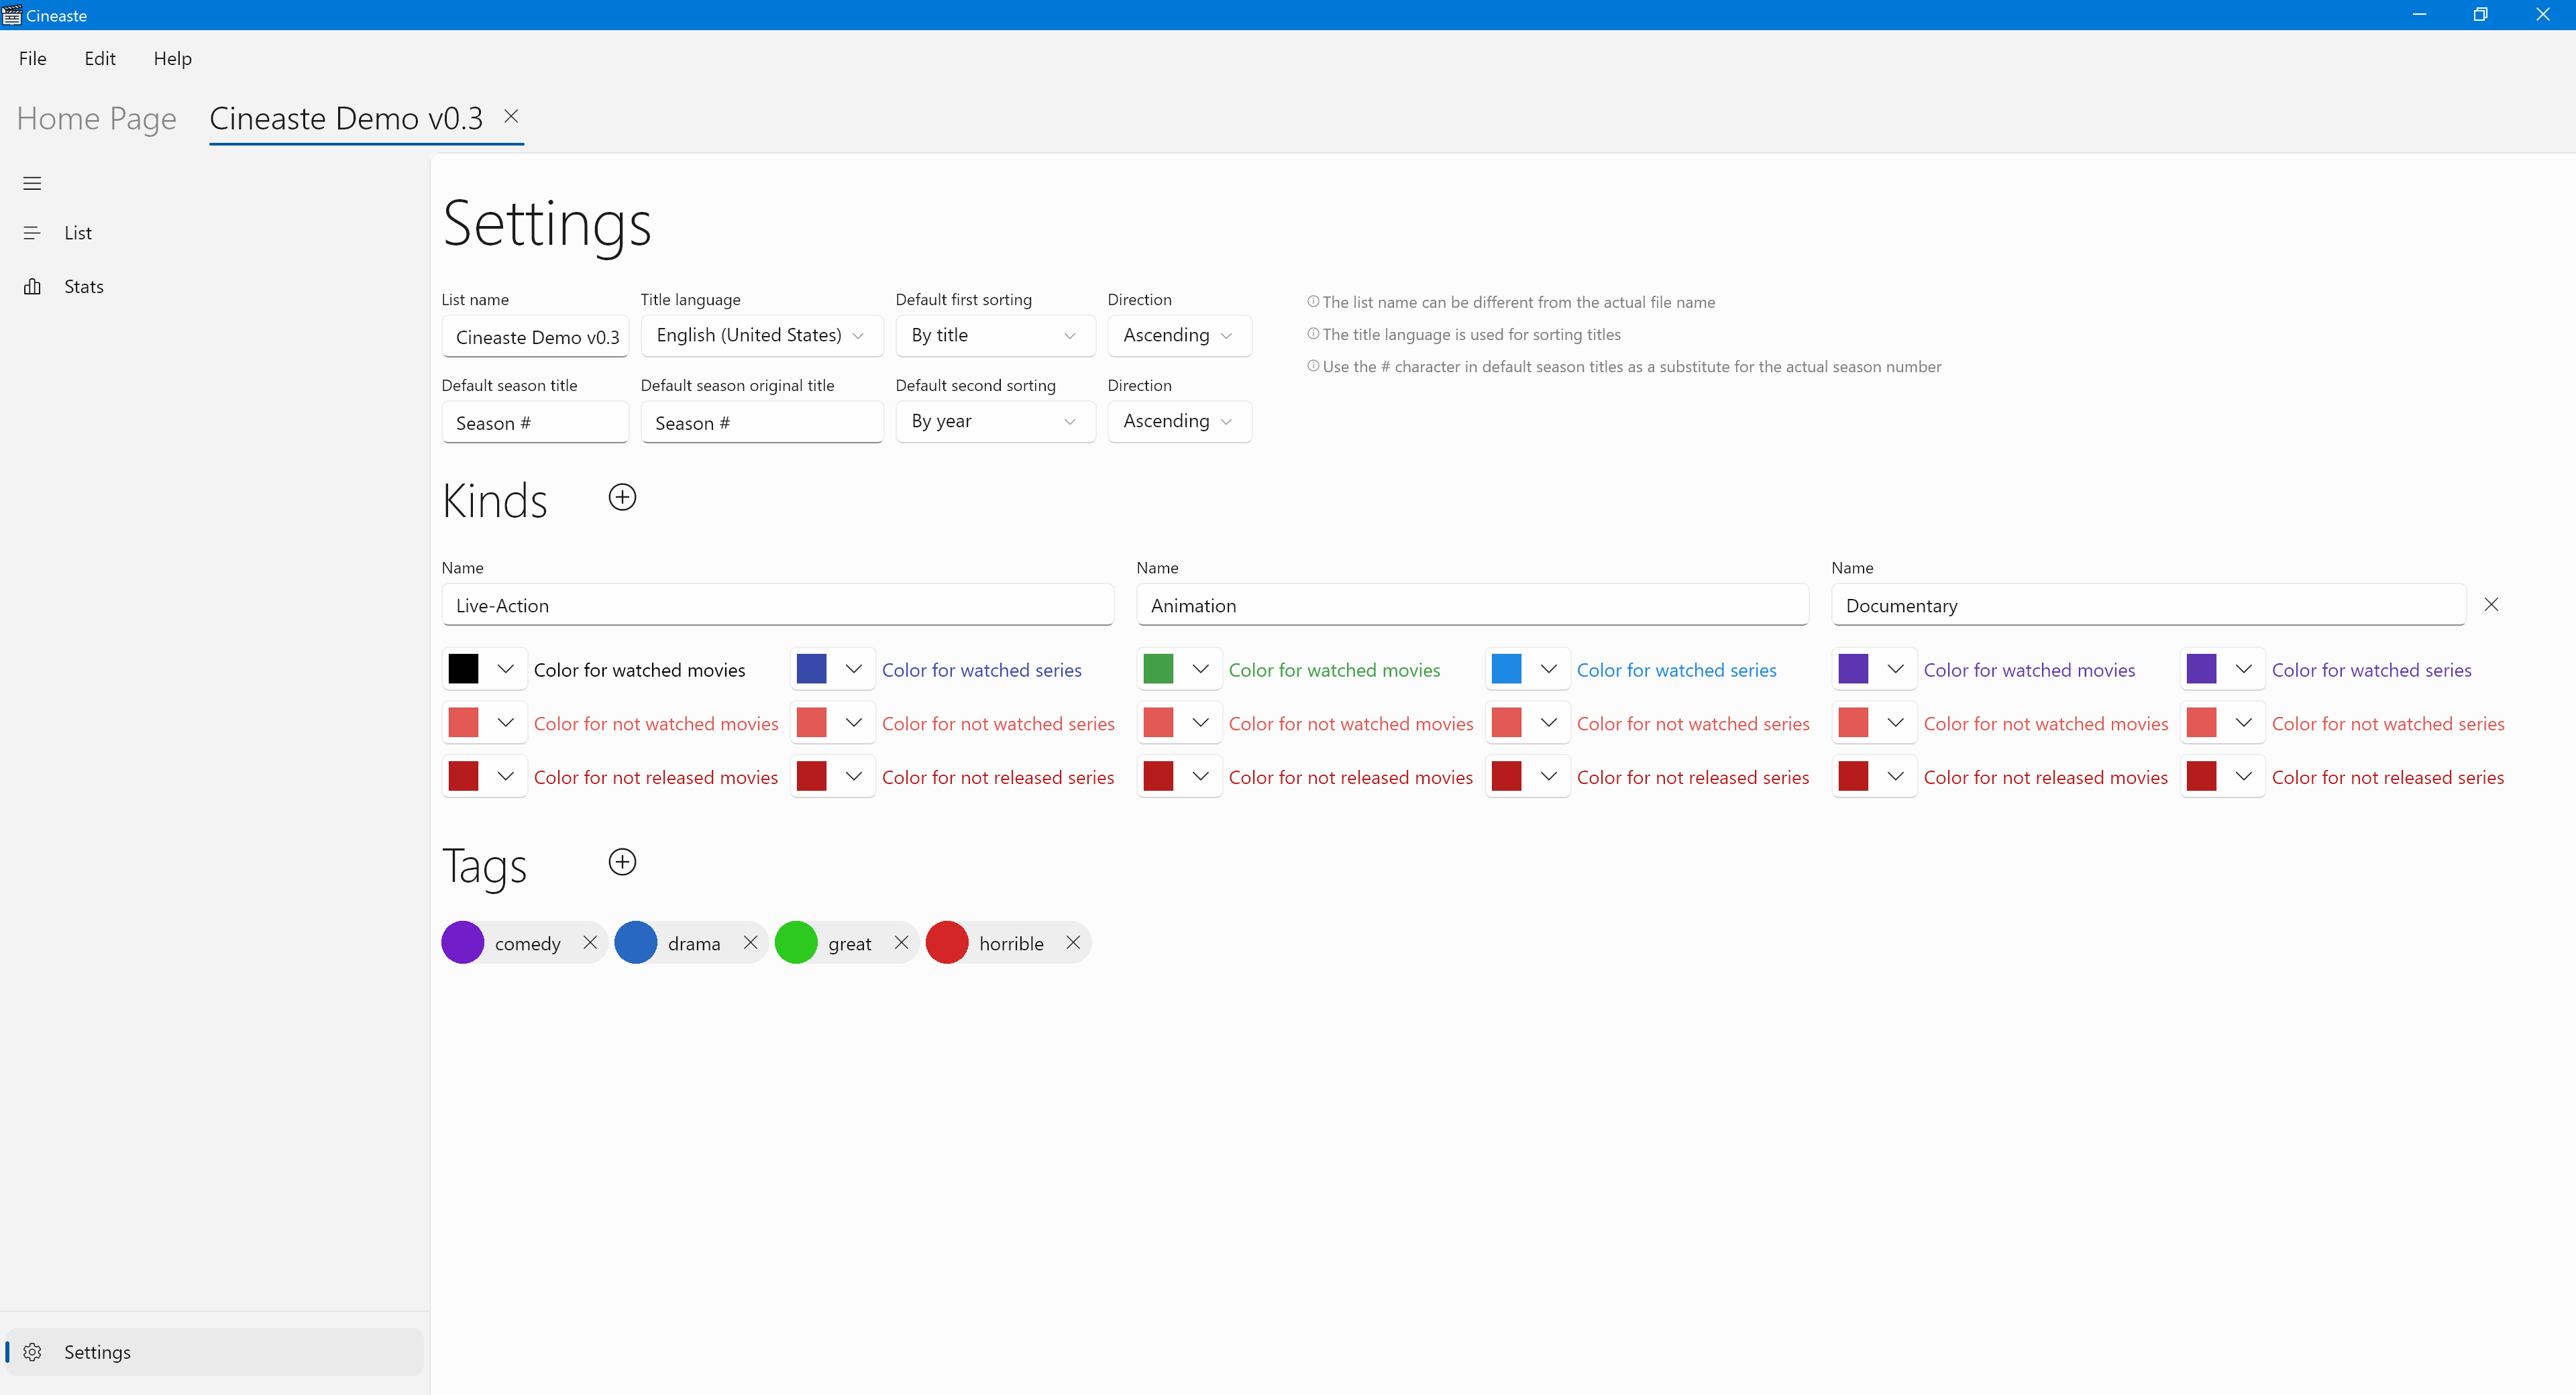 Cineaste
File Edit Help
Home Page Cineaste Demo v0.3
List
Stats
Settings
Settings
List name Title language Default first sorting Direction
Cineaste Demo v0.3 English (United States) By title Ascending
Default season title Default season original title Default second sorting Direction
Season # Season # By year Ascending
The list name can be different from the actual file name
The title language is used for sorting titles
Use the # character in default season titles as a substitute for the actual season number
Kinds
Name Name Name
Live-Action Animation Documentary
Color for watched movies Color for watched series Color for watched movies Color for watched series Color for watched movies Color for watched series
Color for not watched movies Color for not watched series Color for not watched movies Color for not watched series Color for not watched movies Color for not watched series
Color for not released movies Color for not released series Color for not released movies Color for not released series Color for not released movies Color for not released series
Tags
comedy drama great horrible